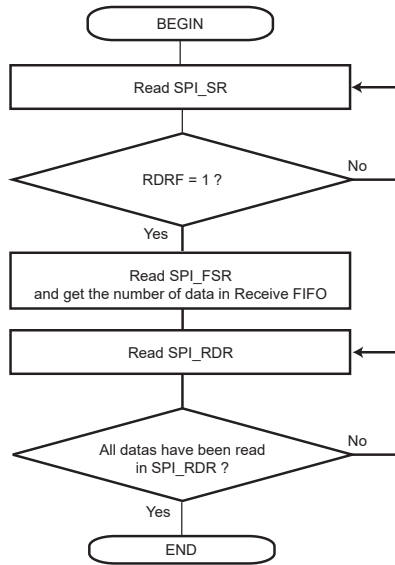 BEGIN
Read SPI_SR
RDRF = 1 ?
No
Yes
Read SPI_FSR
and get the number of data in Receive FIFO
Read SPI_RDR
All datas have been read
in SPI_RDR ?
No
Yes
END